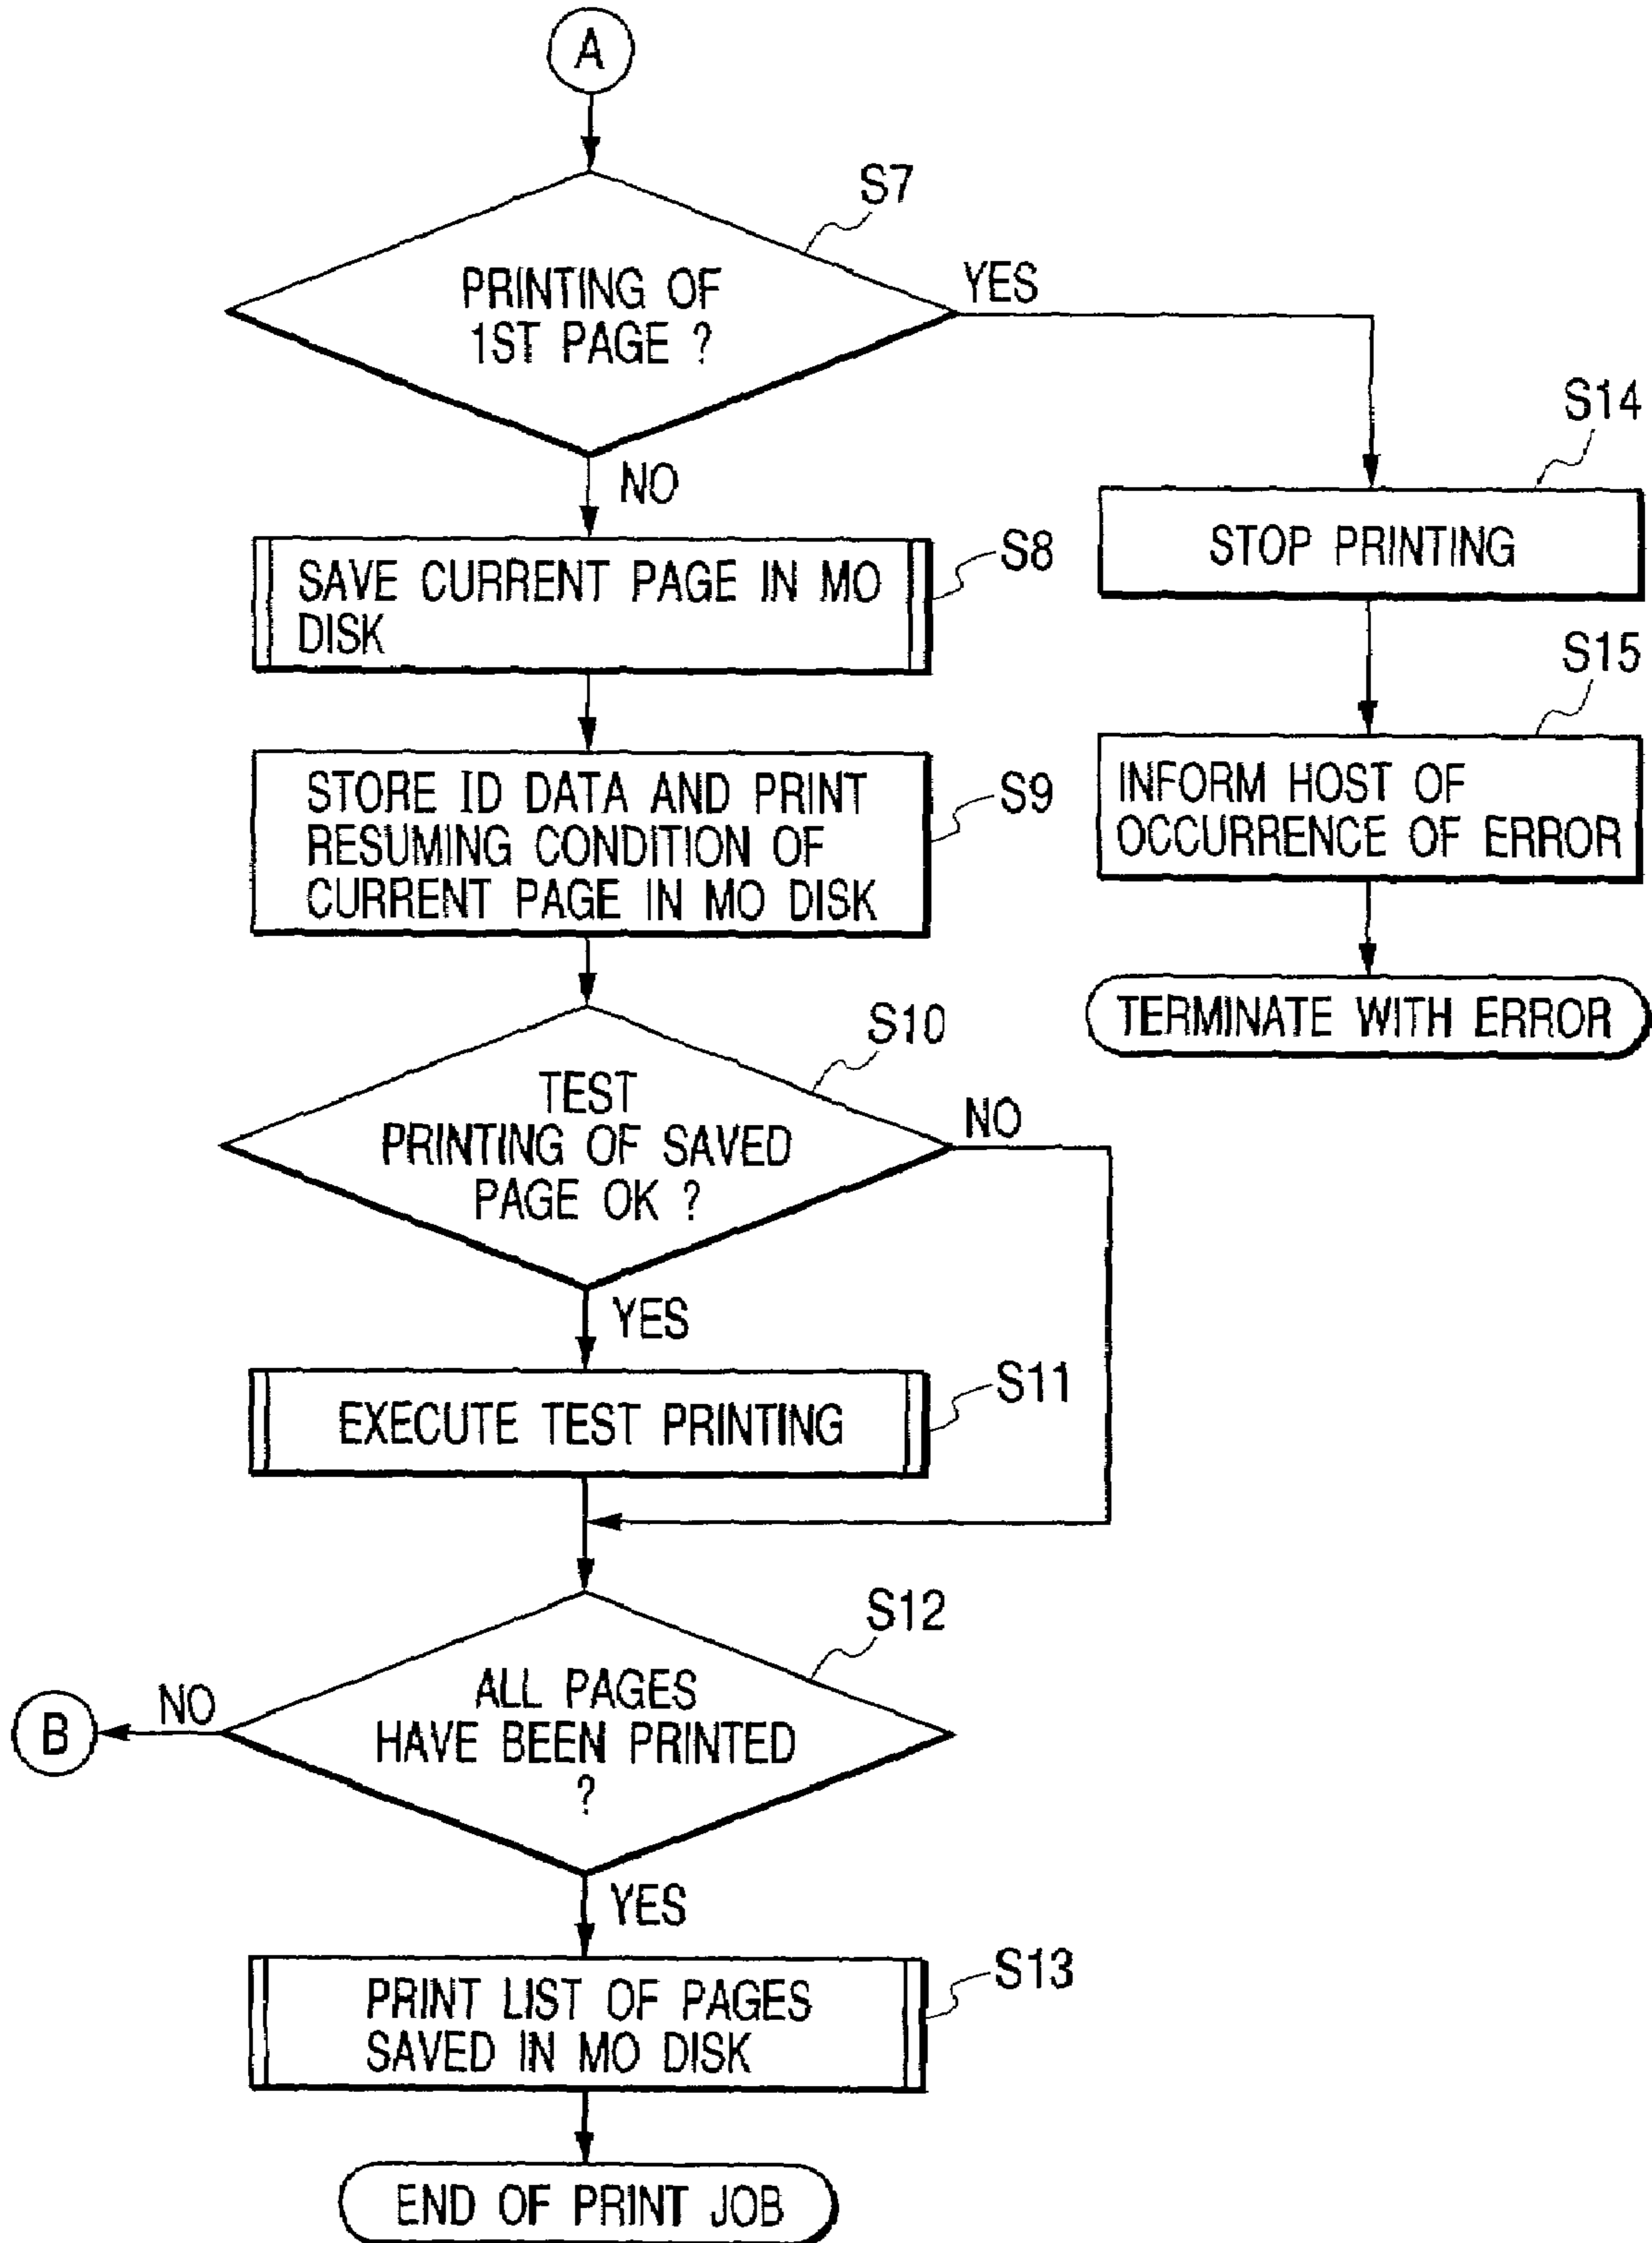 A
S7
PRINTING OF
1ST PAGE ?
YES
NO
S14
STOP PRINTING
S8
SAVE CURRENT PAGE IN MO
DISK
S15
INFORM HOST OF
OCCURRENCE OF ERROR
S9
STORE ID DATA AND PRINT
RESUMING CONDITION OF
CURRENT PAGE IN MO DISK
TERMINATE WITH ERROR
S10
TEST
PRINTING OF SAVED
PAGE OK ?
NO
YES
S11
EXECUTE TEST PRINTING
S12
ALL PAGES
HAVE BEEN PRINTED
?
NO
B
YES
S13
PRINT LIST OF PAGES
SAVED IN MO DISK
END OF PRINT JOB